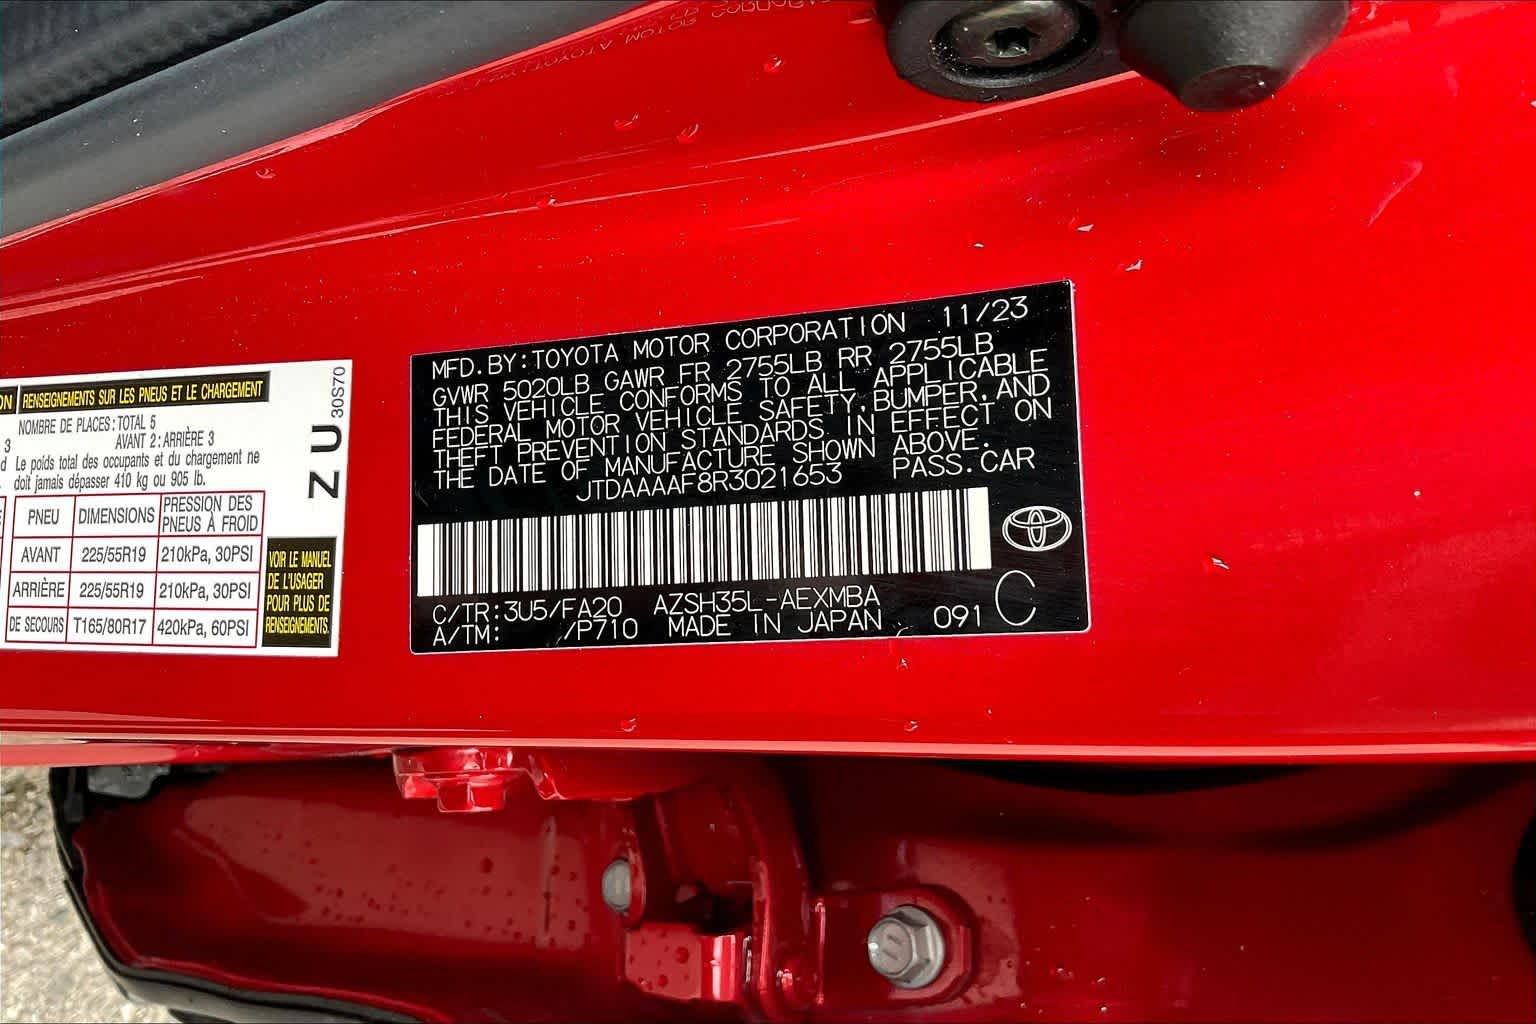 ON RENSEIGNEMENTS SUR LES PNEUS ET LE CHARGEMENT
NOMBRE DE PLACES: TOTAL 5
3 AVANT 2: ARRIÈRE 3
d Le poids total des occupants et du chargement ne
doit jamais dépasser 410 kg ou 905 lb.
PNEU DIMENSIONS PRESSION DES PNEUS À FROID
AVANT 225/55R19 210kPa, 30PSI
ARRIÈRE 225/55R19 210kPa, 30PSI
DE SECOURS T165/80R17 420kPa, 60PSI
VOIR LE MANUEL
DE L'USAGER
POUR PLUS DE
RENSEIGNEMENTS.
ZU 30S70
MFD.BY:TOYOTA MOTOR CORPORATION 11/23
GVWR 5020LB GAWR FR 2755LB RR 2755LB
THIS VEHICLE CONFORMS TO ALL APPLICABLE
FEDERAL MOTOR VEHICLE SAFETY,BUMPER,AND
THEFT PREVENTION STANDARDS IN EFFECT ON
THE DATE OF MANUFACTURE SHOWN ABOVE.
JTDAAAAF8R3021653 PASS.CAR
C/TR:3U5/FA20 AZSH35L-AEXMBA
A/TM: /P710 MADE IN JAPAN 091 C